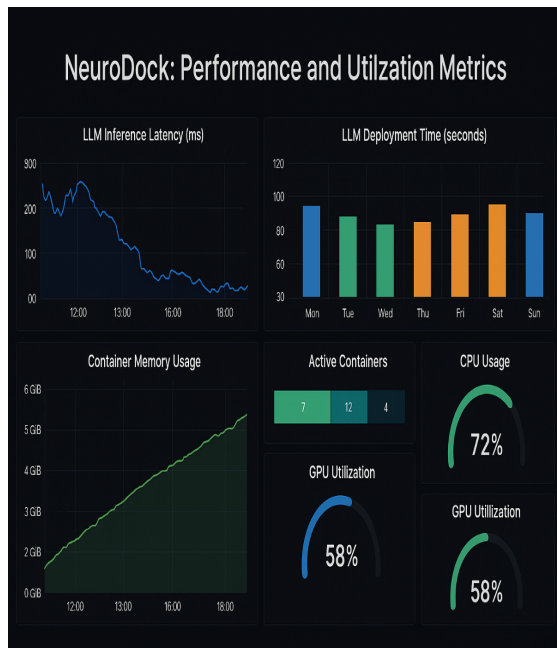 NeuroDock: Performance and Utilzation Metrics
LLM Inference Latency (ms)
900
200
100
00
12:00 13:00 16:00 18:00
LLM Deployment Time (seconds)
120
100
80
60
30
Mon Tue Wed Thu Fri Sat Sun
Container Memory Usage
6 GiB
5 GiB
4 GiB
3 GiB
2 GiB
0 GiB
12:00 13:00 16:00 18:00
Active Containers
7 12 4
CPU Usage
72%
GPU Utilization
58%
GPU Utillization
58%